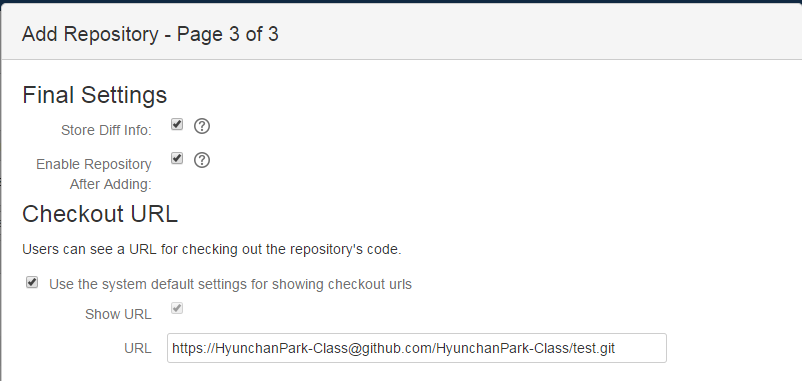 Add Repository - Page 3 of 3
Final Settings
Store Diff Info:
Enable Repository
After Adding:
Checkout URL
Users can see a URL for checking out the repository's code.
Use the system default settings for showing checkout urls
Show URL
URL https://HyunchanPark-Class@github.com/HyunchanPark-Class/test.git